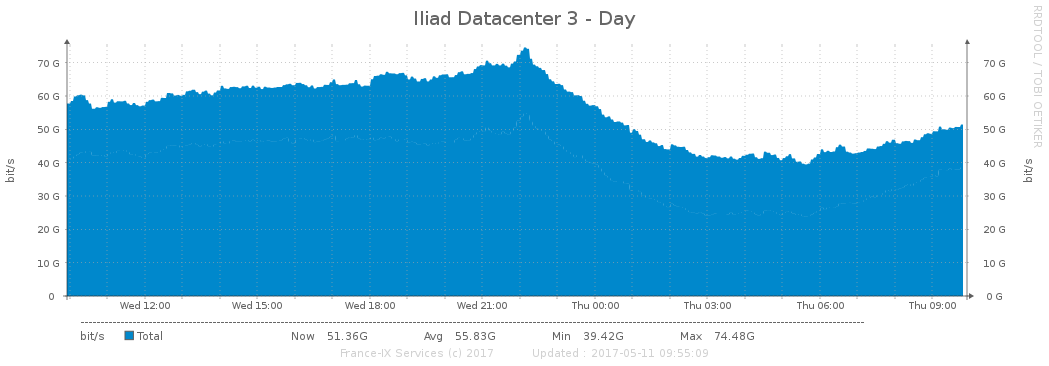 Iliad Datacenter 3 - Day
RRDTOOL / TOBI OETIKER
bit/s
70 G
60 G
50 G
40 G
30 G
20 G
10 G
0
70 G
60 G
50 G
40 G
30 G
20 G
10 G
0 G
bit/s
Wed 12:00 Wed 15:00 Wed 18:00 Wed 21:00 Thu 00:00 Thu 03:00 Thu 06:00 Thu 09:00
bit/s Total Now 51.36G Avg 55.83G Min 39.42G Max 74.48G
France-IX Services (c) 2017 Updated : 2017-05-11 09:55:09